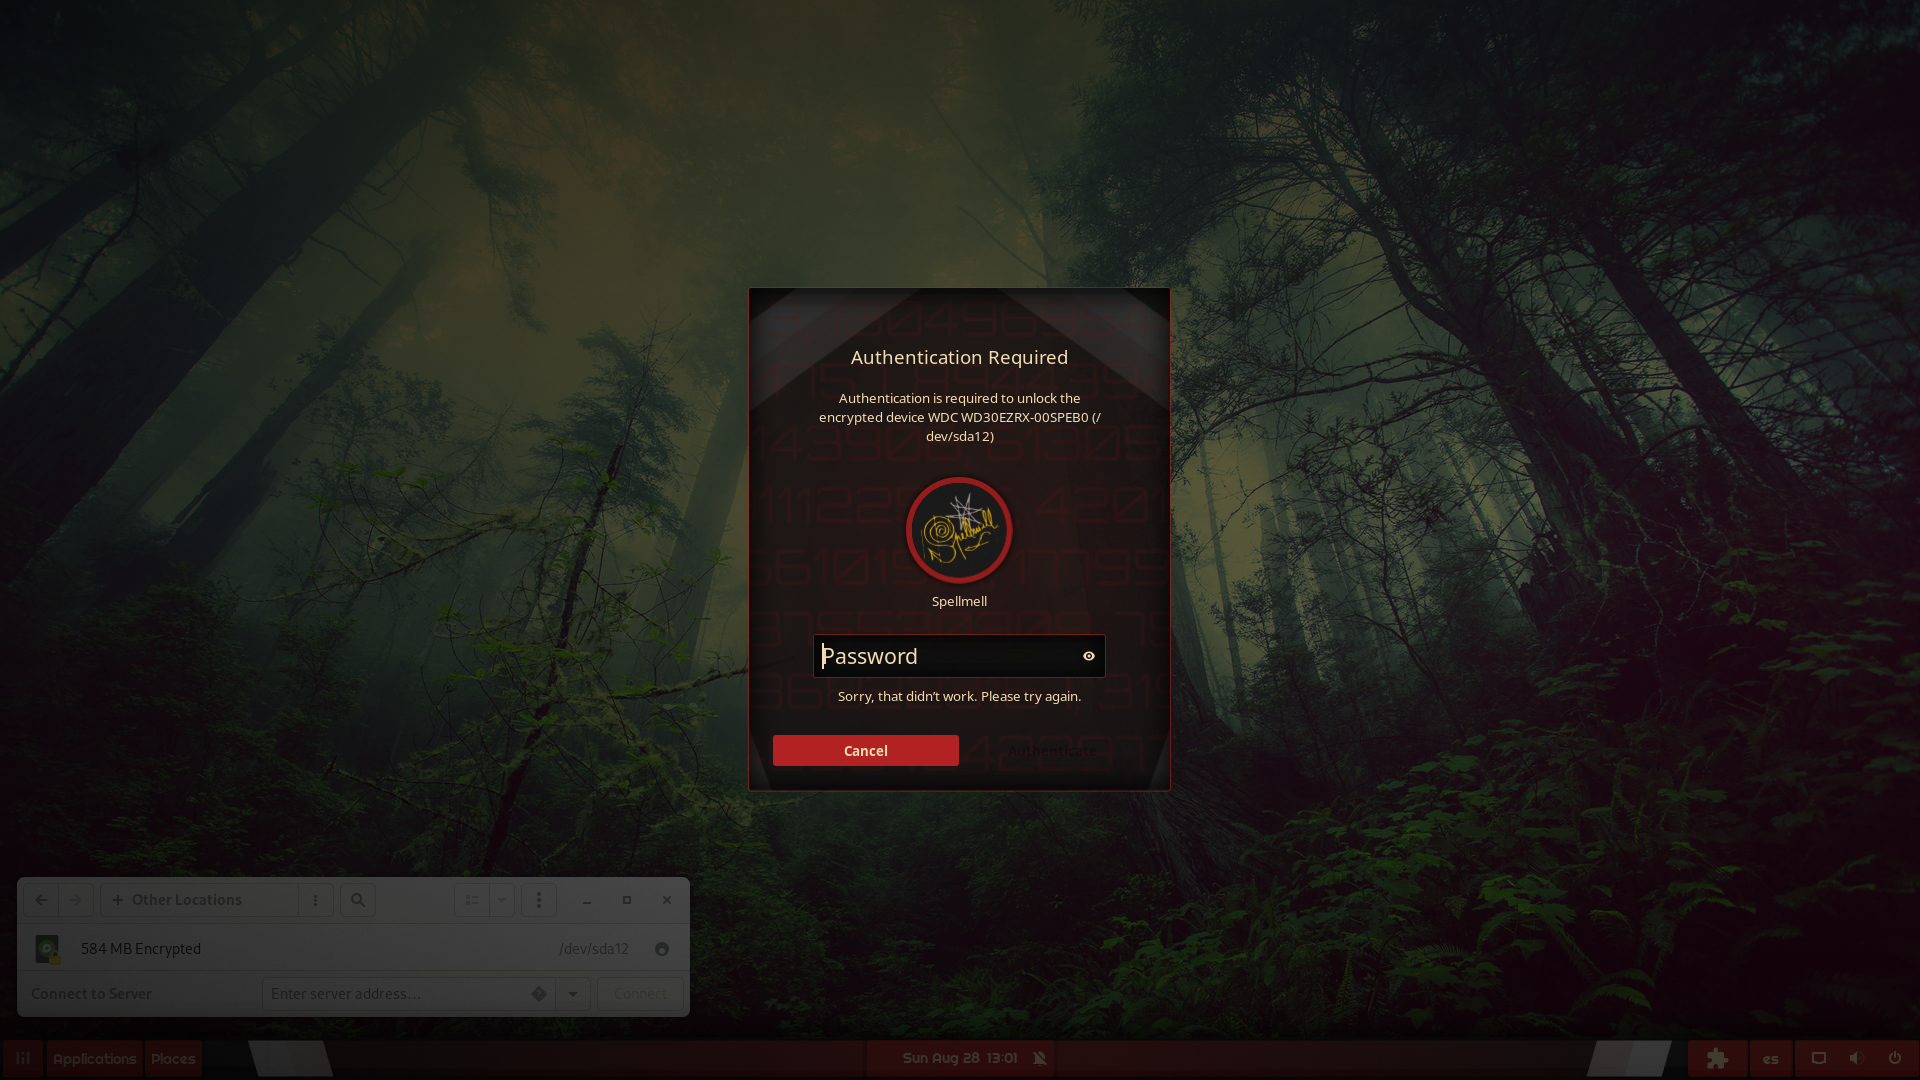 Authentication Required
Authentication is required to unlock the
encrypted device WDC WD30EZRX-00SPEB0 (/
dev/sda12)
Spellmell
Spellmell
Password
Sorry, that didn't work. Please try again.
Cancel
Authenticate
Other Locations
584 MB Encrypted
/dev/sda12
Connect to Server
Enter server address...
Connect
Applications
Places
Sun Aug 28 13:01
es